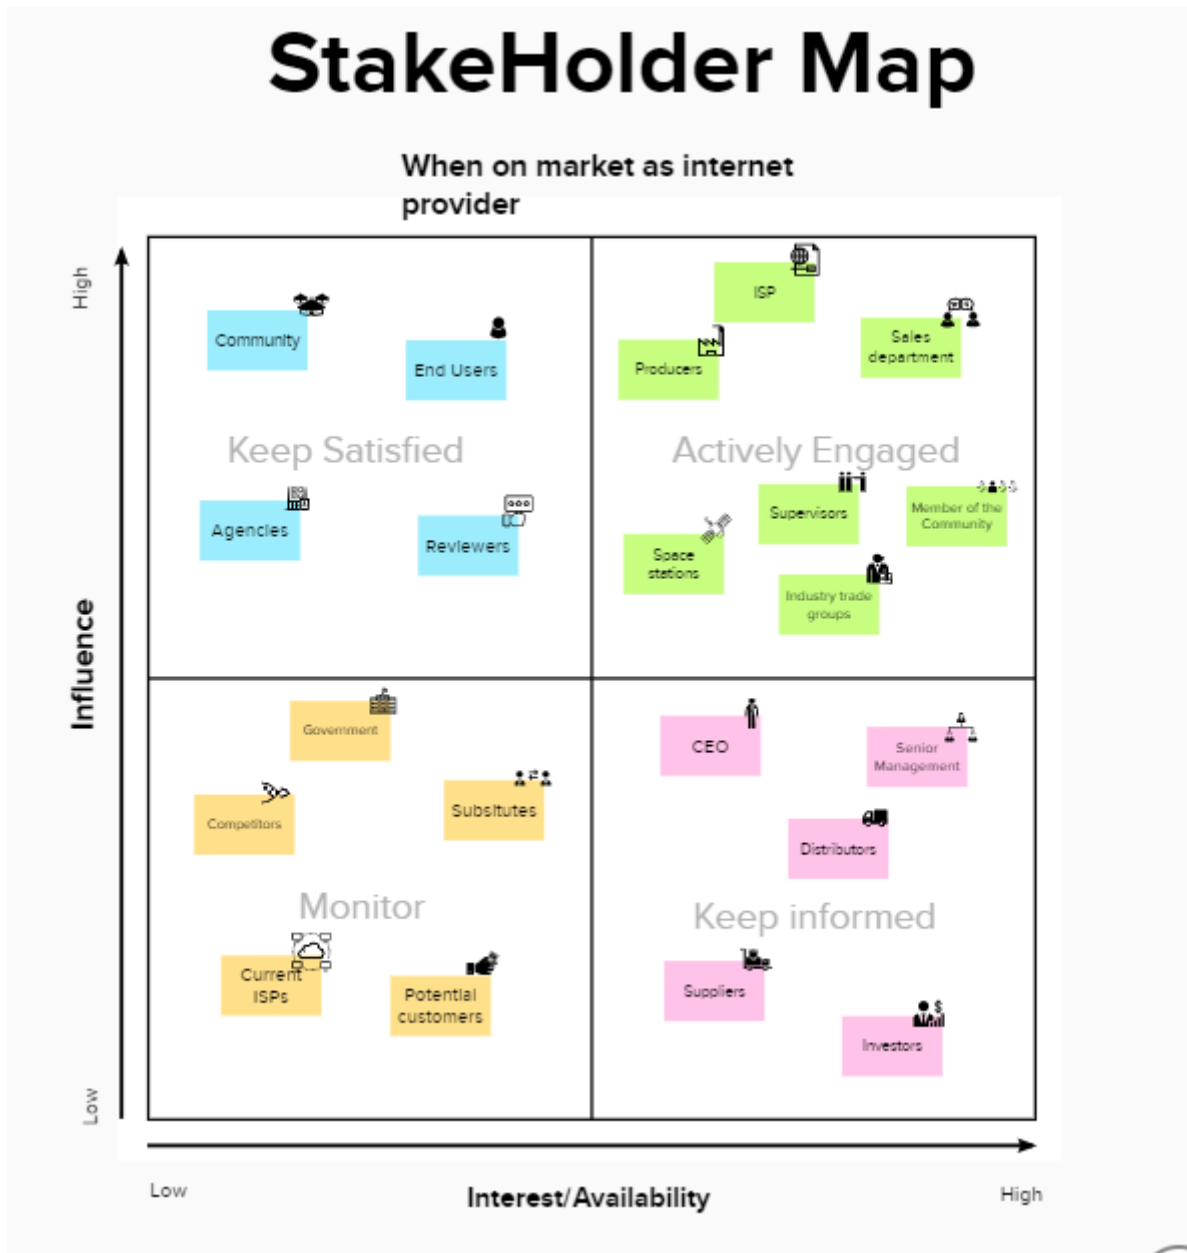 StakeHolder Map
When on market as internet
provider
High
Community
End Users
Keep Satisfied
Agencies
Reviewers
ISP
Producers
Sales
department
Actively Engaged
Supervisors
Member of the
Community
Space
stations
Industry trade
groups
Influence
Government
Competitors
Subsitutes
Monitor
Current
ISPs
Potential
customers
CEO
Senior
Management
Distributors
Keep informed
Suppliers
Investors
Low
Low
Interest/Availability
High